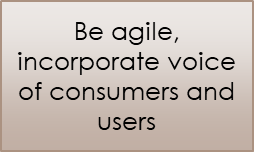 Be agile,
incorporate voice
of consumers and
users